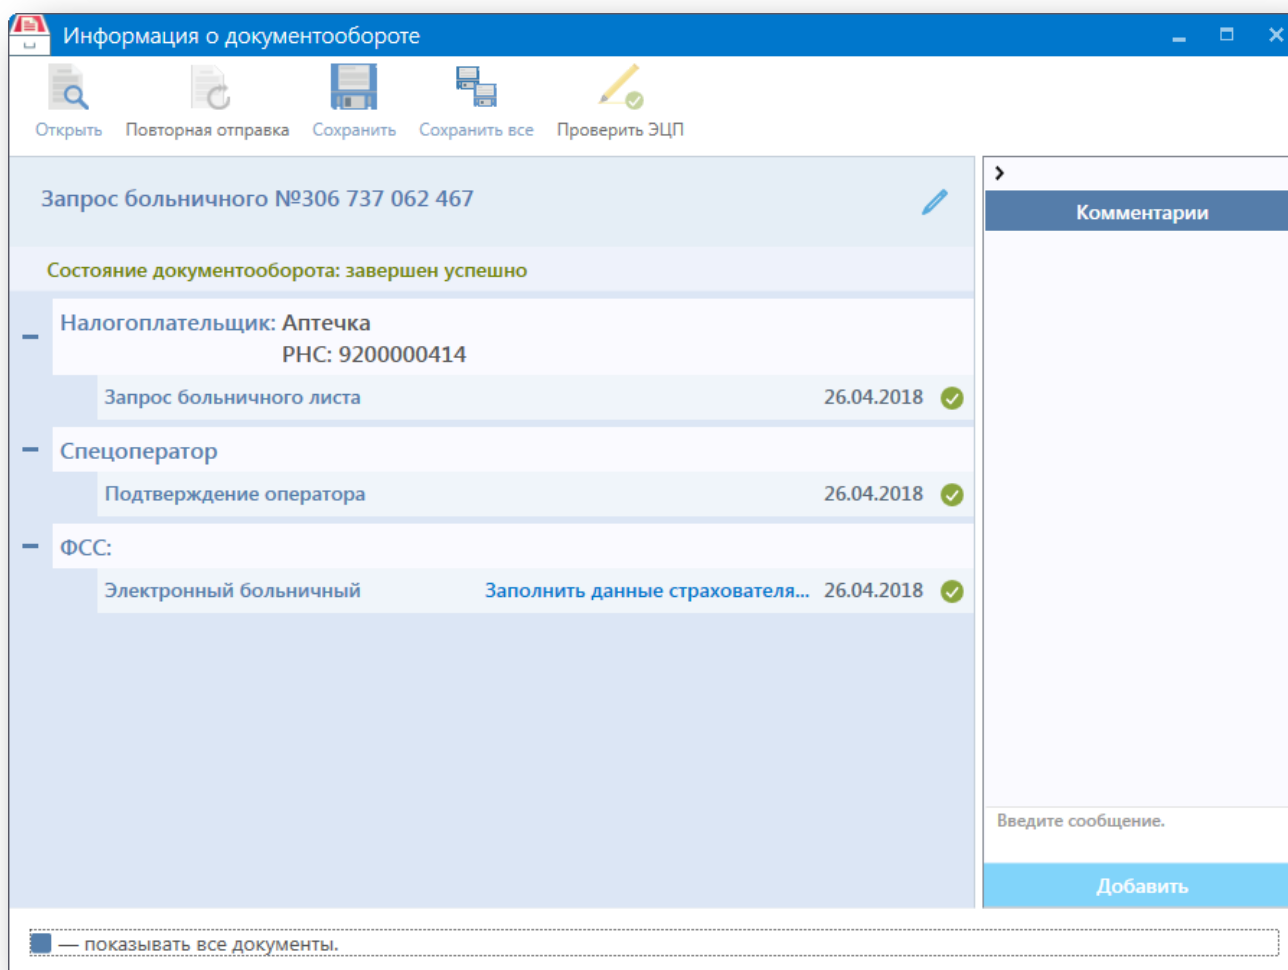 Информация о документообороте
Открыть Повторная отправка Сохранить Сохранить все Проверить ЭЦП
Запрос больничного №306 737 062 467
Состояние документооборота: завершен успешно
Налогоплательщик: Аптечка
РНС: 9200000414
Запрос больничного листа 26.04.2018
Спецоператор
Подтверждение оператора 26.04.2018
ФСС:
Электронный больничный Заполнить данные страхователя... 26.04.2018
Комментарии
Введите сообщение.
Добавить
— показывать все документы.